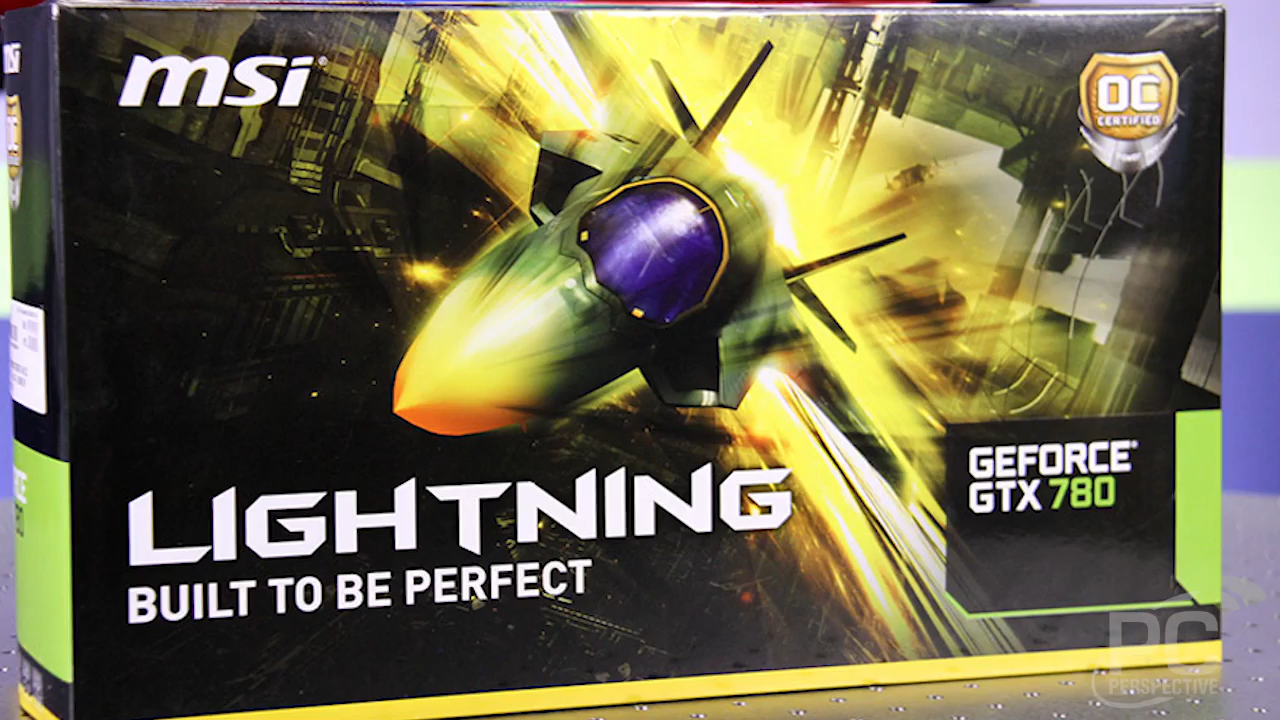 msi
OC
CERTIFIED
GEFORCE®
GTX 780
LIGHTNING
BUILT TO BE PERFECT
PC
PERSPECTIVE